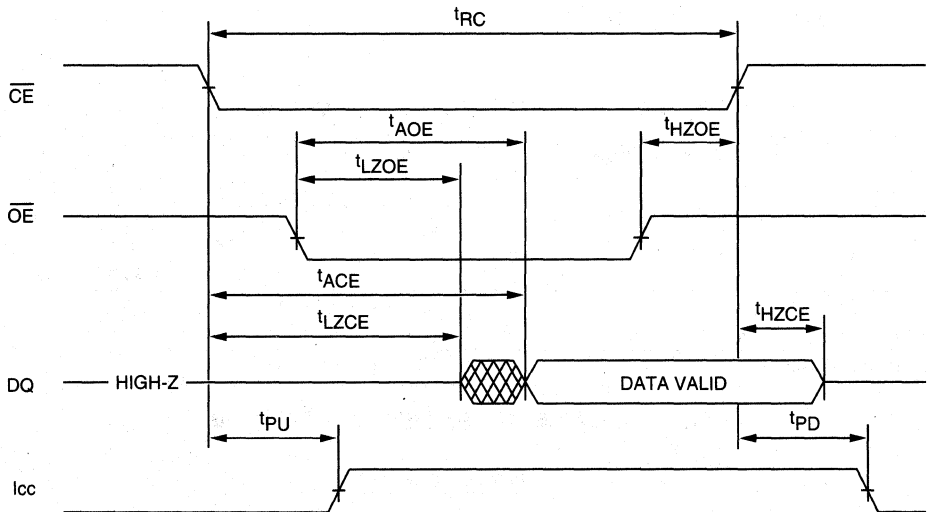 tRC
CE
tAOE
tHZOE
tLZOE
OE
tACE
tLZCE
tHZCE
DQ
HIGH-Z
DATA VALID
tPU
tPD
Icc